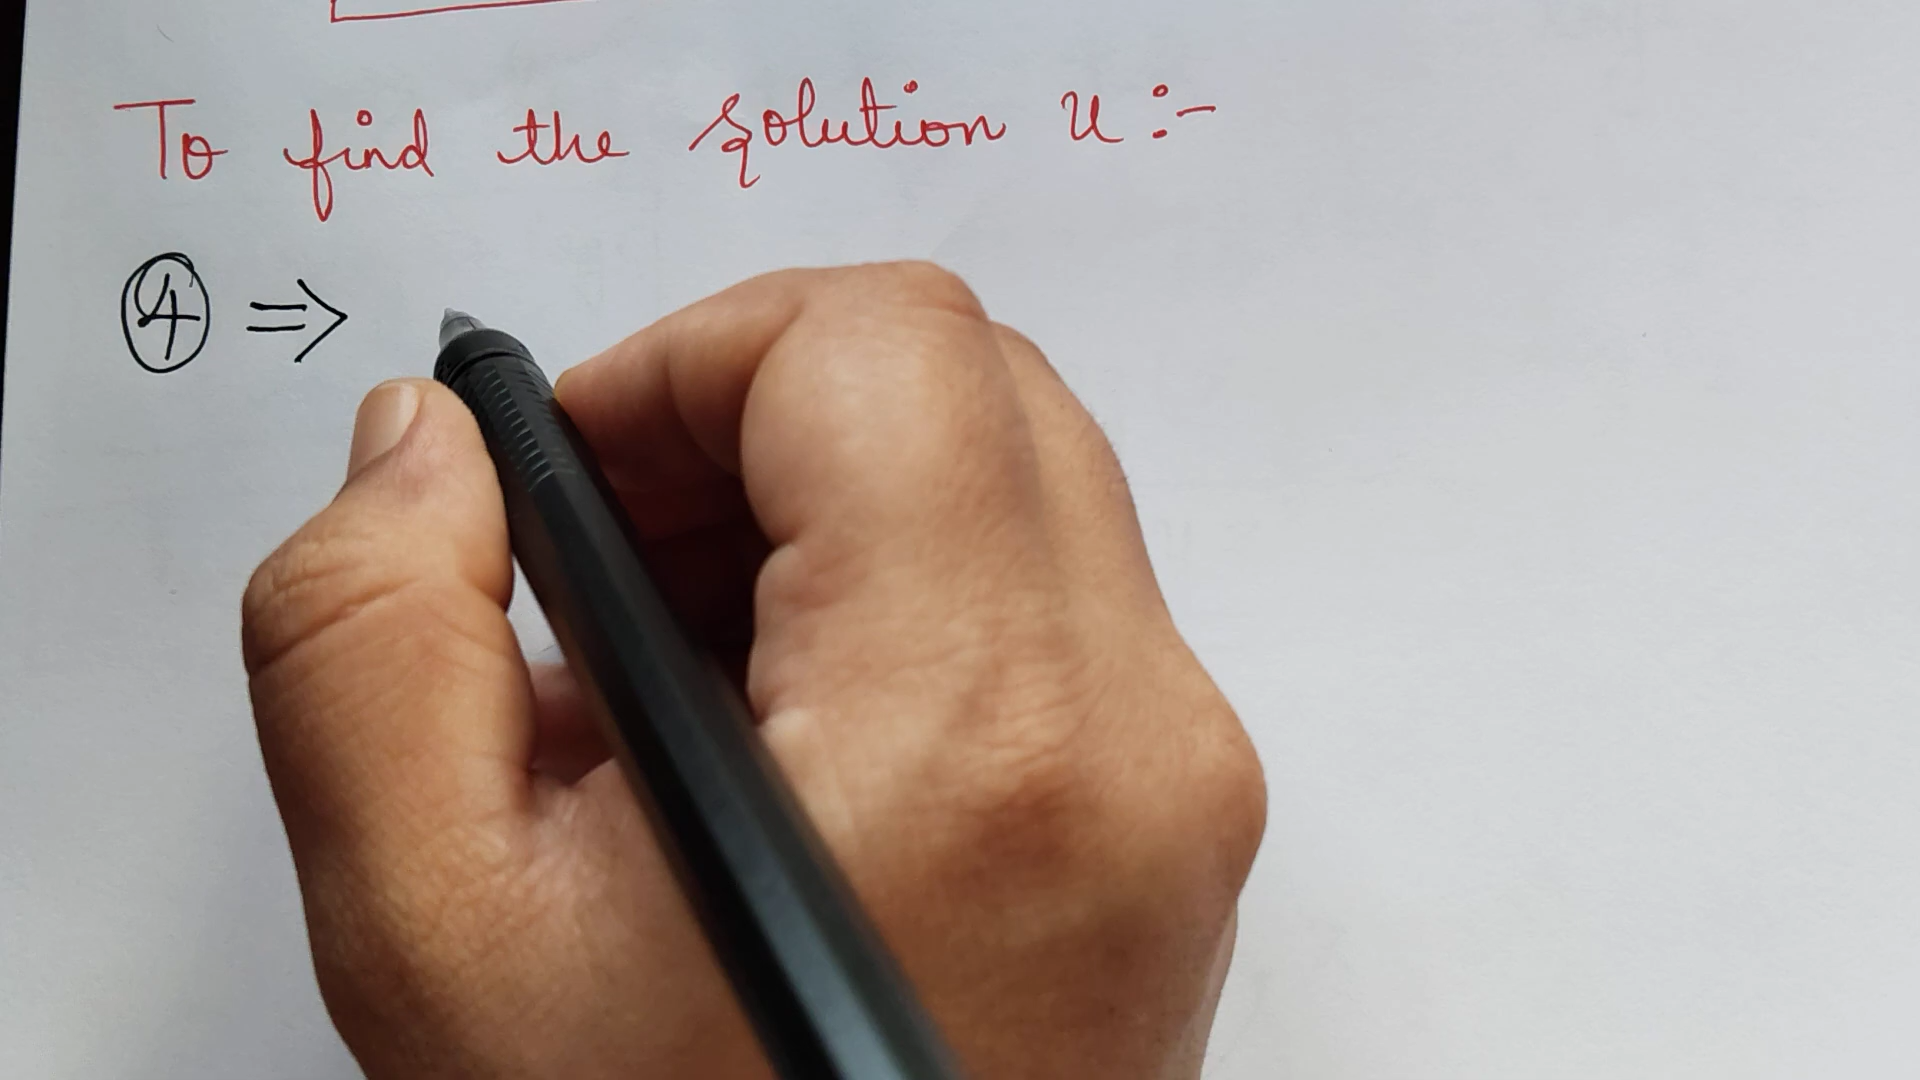 To find the solution u :-
④ ⇒